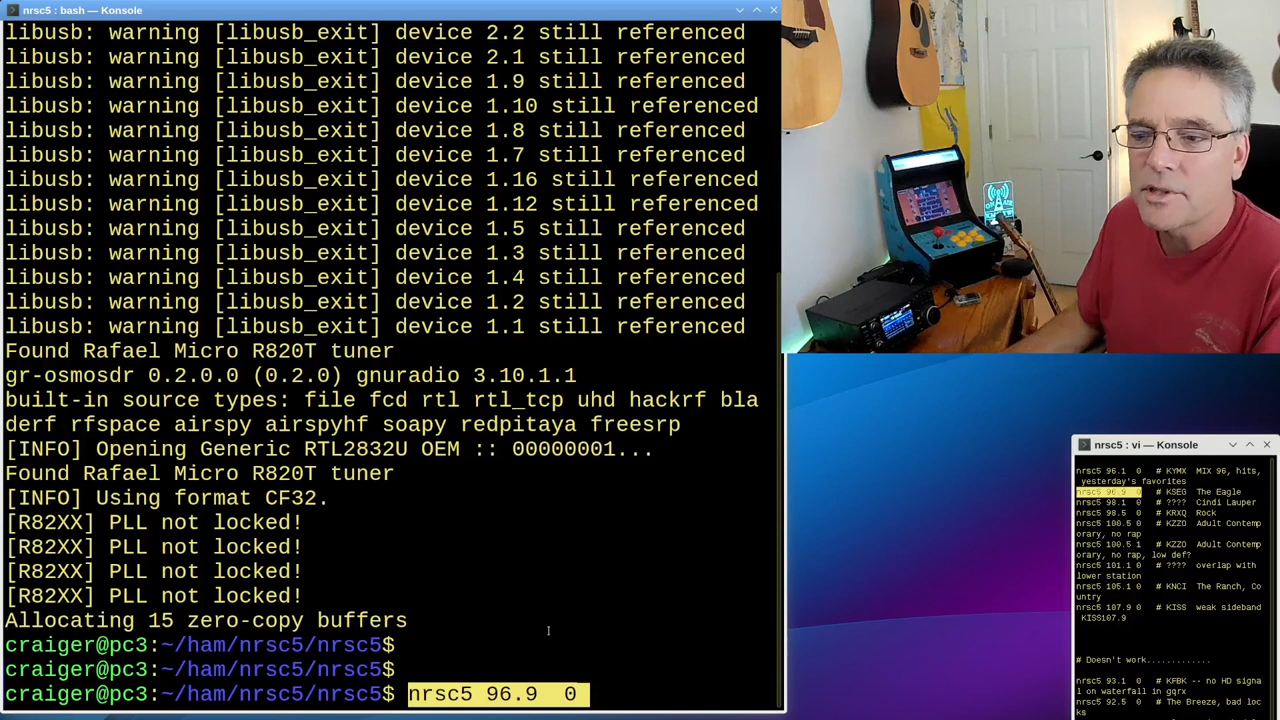 nrsc5 : bash — Konsole
libusb: warning [libusb_exit] device 2.2 still referenced
libusb: warning [libusb_exit] device 2.1 still referenced
libusb: warning [libusb_exit] device 1.9 still referenced
libusb: warning [libusb_exit] device 1.10 still referenced
libusb: warning [libusb_exit] device 1.8 still referenced
libusb: warning [libusb_exit] device 1.7 still referenced
libusb: warning [libusb_exit] device 1.16 still referenced
libusb: warning [libusb_exit] device 1.12 still referenced
libusb: warning [libusb_exit] device 1.5 still referenced
libusb: warning [libusb_exit] device 1.3 still referenced
libusb: warning [libusb_exit] device 1.4 still referenced
libusb: warning [libusb_exit] device 1.2 still referenced
libusb: warning [libusb_exit] device 1.1 still referenced
Found Rafael Micro R820T tuner
gr-osmosdr 0.2.0.0 (0.2.0) gnuradio 3.10.1.1
built-in source types: file fcd rtl rtl_tcp uhd hackrf bla
derf rfspace airspy airspyhf soapy redpitaya freesrp
[INFO] Opening Generic RTL2832U OEM :: 00000001...
Found Rafael Micro R820T tuner
[INFO] Using format CF32.
[R82XX] PLL not locked!
[R82XX] PLL not locked!
[R82XX] PLL not locked!
[R82XX] PLL not locked!
Allocating 15 zero-copy buffers
craiger@pc3:~/ham/nrsc5/nrsc5$
craiger@pc3:~/ham/nrsc5/nrsc5$
craiger@pc3:~/ham/nrsc5/nrsc5$ nrsc5 96.9 0
nrsc5 : vi — Konsole
nrsc5 96.1 0 # KYMX MIX 96, hits,
yesterday's favorites
nrsc5 96.9 0 # KSEG The Eagle
nrsc5 98.1 0 # ???? Cindi Lauper
nrsc5 98.5 0 # KRXQ Rock
nrsc5 100.5 0 # KZZO Adult Contemp
orary, no rap
nrsc5 100.5 1 # KZZO Adult Contemp
orary, no rap, low def?
nrsc5 101.1 0 # ???? overlap with
lower station
nrsc5 105.1 0 # KNCI The Ranch, Co
untry
nrsc5 107.9 0 # KISS weak sideband
KISS107.9
# Doesn't work.............
nrsc5 93.1 0 # KFBK -- no HD signa
l on waterfall in gqrx
nrsc5 92.5 0 # The Breeze, bad loc
ks